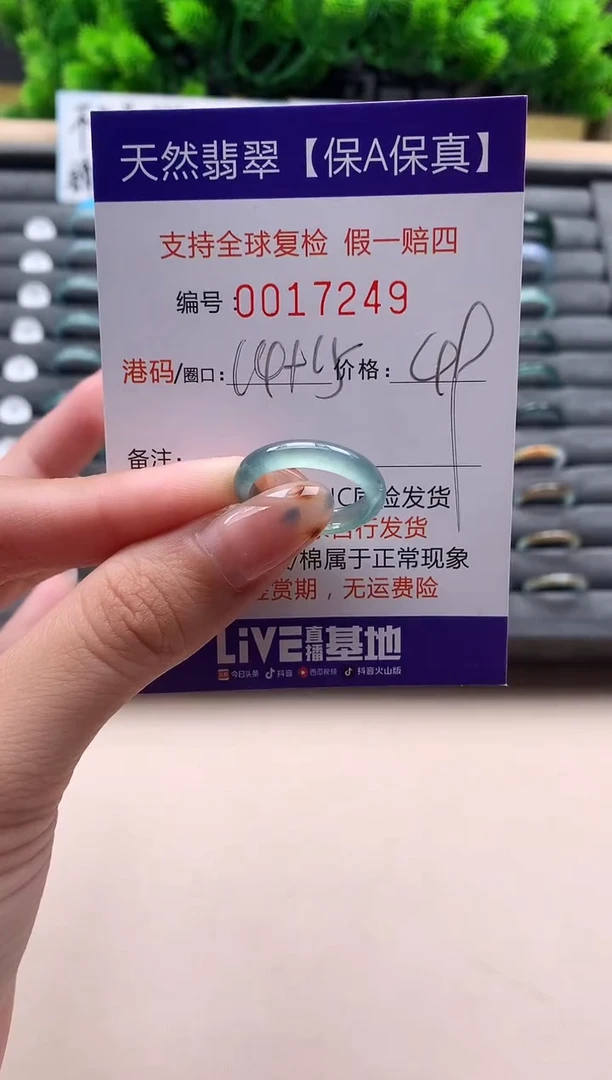 天然翡翠【保A保真】
支持全球复检 假一赔四
编号：0017249
港码/圈口： 价格：
备注：
检发货
自行发货
/棉属于正常现象
赏期，无运费险
LiVE直播基地
今日头条 抖音 西瓜视频 抖音火山版